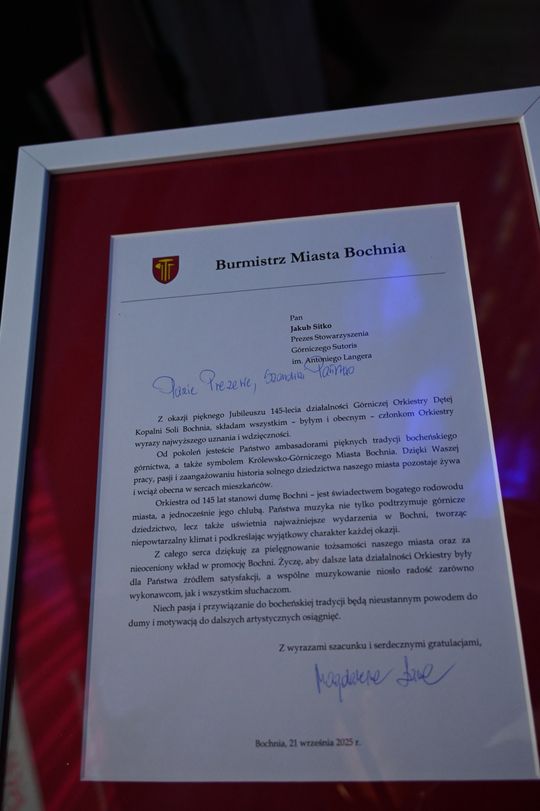 Burmistrz Miasta Bochnia
Pan
Jakub Sitko
Prezes Stowarzyszenia
Górniczego Sutoris
im. Antoniego Langera
Panie Prezesie, Szanowni Państwo
Z okazji pięknego Jubileuszu 145-lecia działalności Górniczej Orkiestry Dętej
Kopalni Soli Bochnia, składam wszystkim – byłym i obecnym – członkom Orkiestry
wyrazy najwyższego uznania i wdzięczności.
Od pokoleń jesteście Państwo ambasadorami pięknych tradycji bocheńskiego
górnictwa, a także symbolem Królewsko-Górniczego Miasta Bochnia. Dzięki Waszej
pracy, pasji i zaangażowaniu historia solnego dziedzictwa naszego miasta pozostaje żywa
i wciąż obecna w sercach mieszkańców.
Orkiestra od 145 lat stanowi dumę Bochni – jest świadectwem bogatego rodowodu
miasta, a jednocześnie jego chlubą. Państwa muzyka nie tylko podtrzymuje górnicze
dziedzictwo, lecz także uświetnia najważniejsze wydarzenia w Bochni, tworząc
niepowtarzalny klimat i podkreślając wyjątkowy charakter każdej okazji.
Z całego serca dziękuję za pielęgnowanie tożsamości naszego miasta oraz za
nieoceniony wkład w promocję Bochni. Życzę, aby dalsze lata działalności Orkiestry były
dla Państwa źródłem satysfakcji, a wspólne muzykowanie niosło radość zarówno
wykonawcom, jak i wszystkim słuchaczom.
Niech pasja i przywiązanie do bocheńskiej tradycji będą nieustannym powodem do
dumy i motywacją do dalszych artystycznych osiągnięć.
Z wyrazami szacunku i serdecznymi gratulacjami,
Magdalena
Bochnia, 21 września 2025 r.